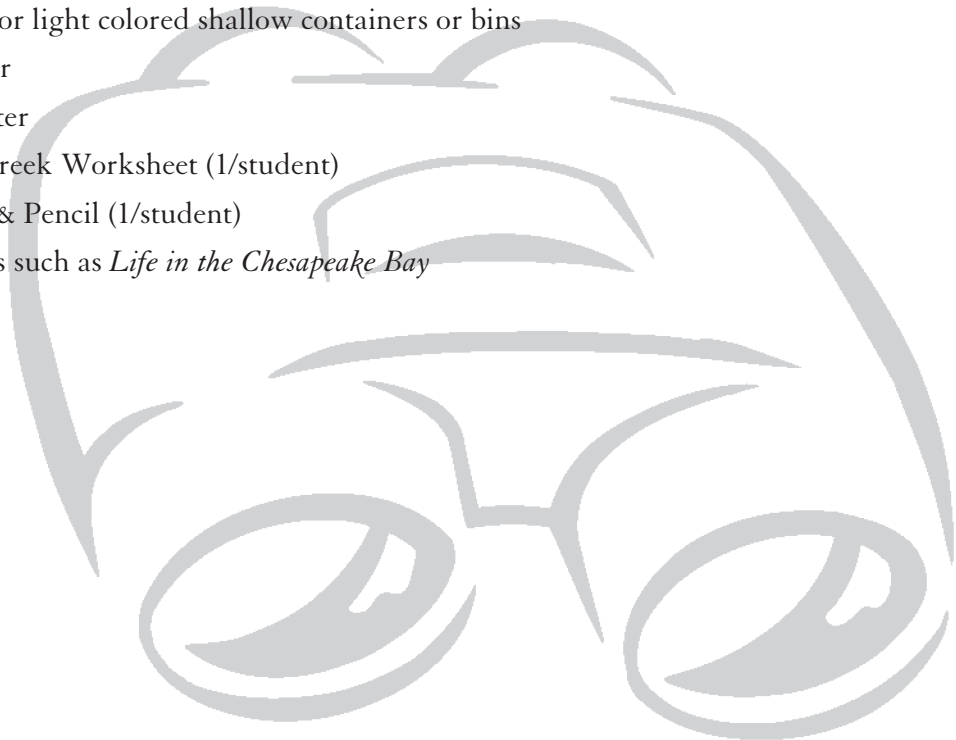 or light colored shallow containers or bins
r
ter
reek Worksheet (1/student)
& Pencil (1/student)
s such as Life in the Chesapeake Bay